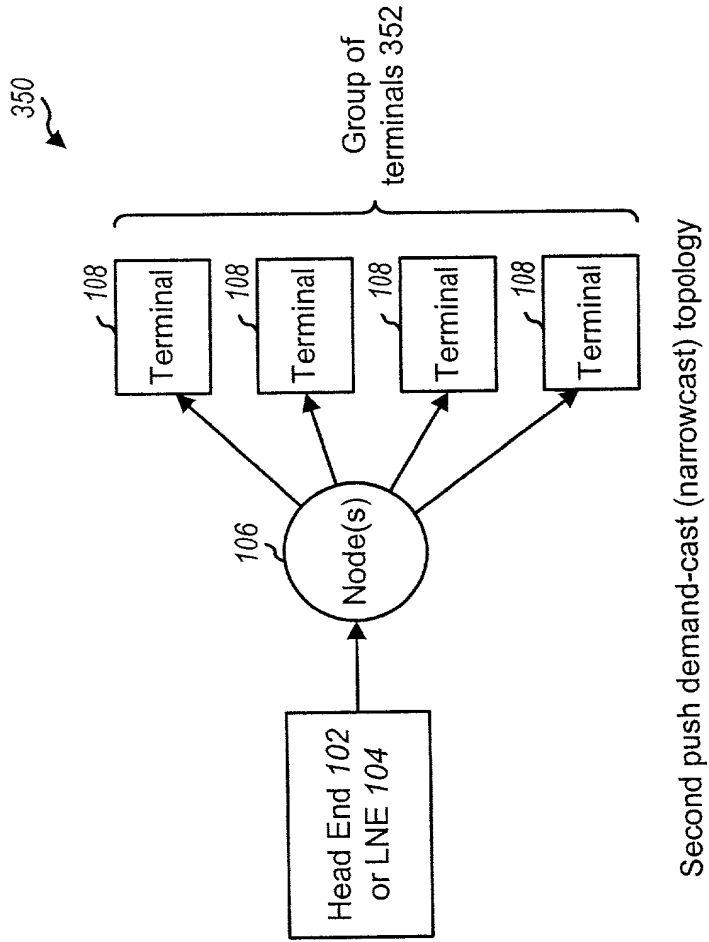 350
Head End 102
or LNE 104
106
Node(s)
108
Terminal
108
Terminal
108
Terminal
108
Terminal
Group of
terminals 352
Second push demand-cast (narrowcast) topology